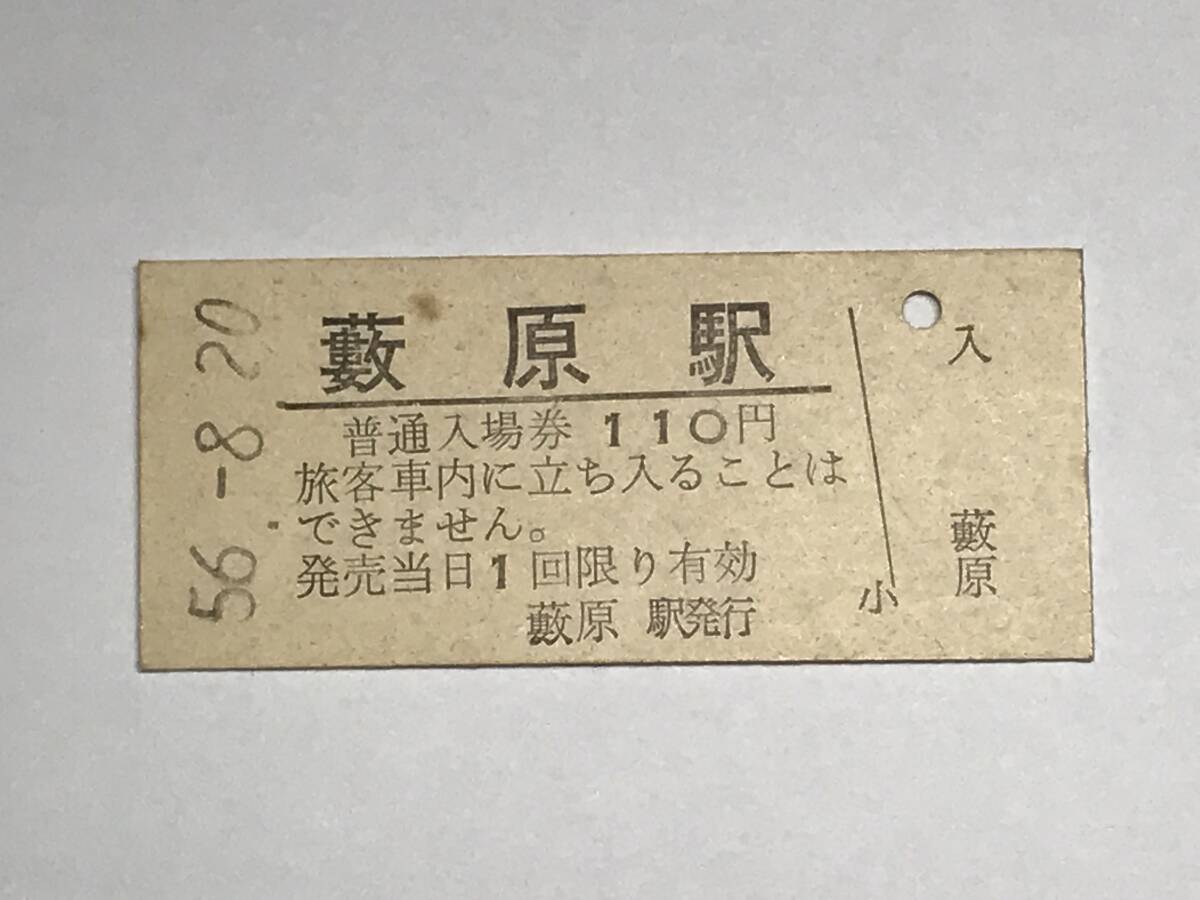 56.-8.20
藪原駅
普通入場券 110円
旅客車内に立ち入ることは
できません。
発売当日1回限り有効
藪原 駅発行
小
入
藪原